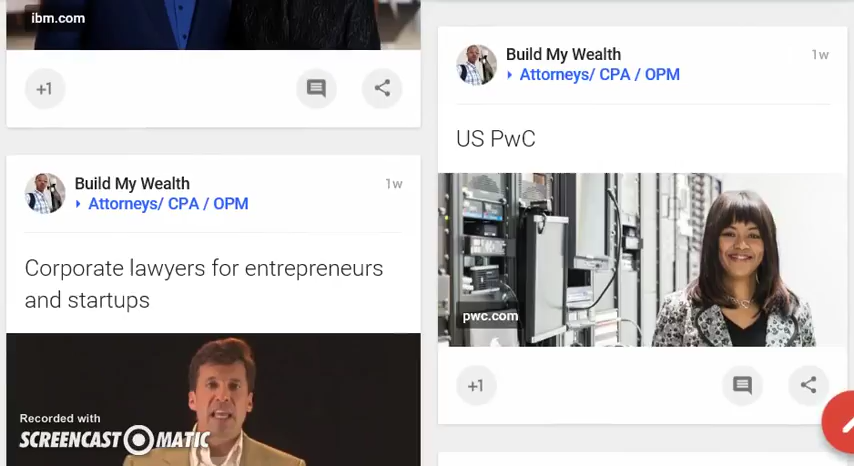 ibm.com
+1
Build My Wealth
1w
Attorneys/ CPA / OPM
Corporate lawyers for entrepreneurs
and startups
Recorded with
SCREENCAST O MATIC
Build My Wealth
1w
Attorneys/ CPA / OPM
US PwC
pwc.com
+1